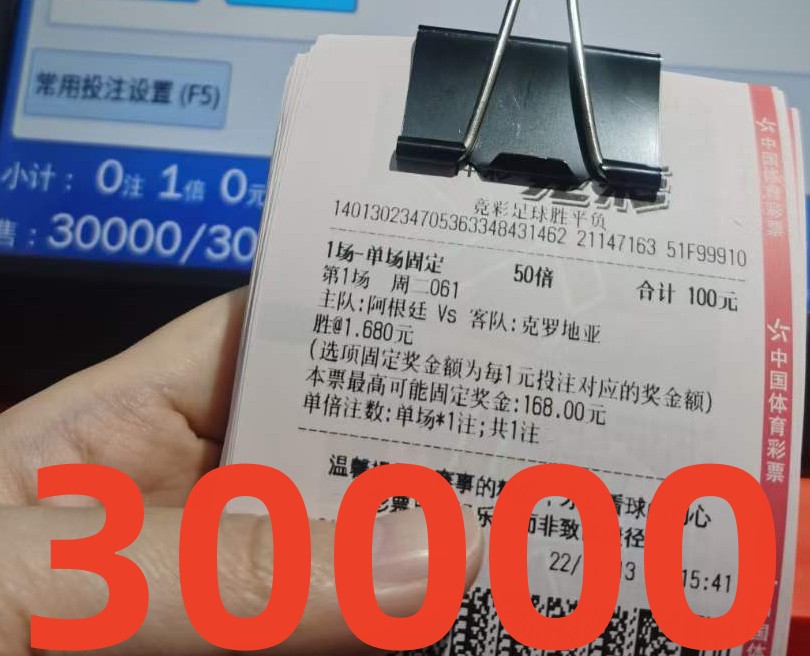 常用投注设置 (F5)
小计： 0注 1倍 0元
售：30000/30
竞彩足球胜平负
140130234705363348431462 21147163 51F99910
1场-单场固定 50倍 合计 100元
第1场 周二061
主队:阿根廷 Vs 客队:克罗地亚
胜@1.680元
(选项固定奖金额为每1元投注对应的奖金额)
本票最高可能固定奖金:168.00元
单倍注数:单场*1注;共1注
22/ 13 15:41
中国体育彩票
中国体育彩票
30000